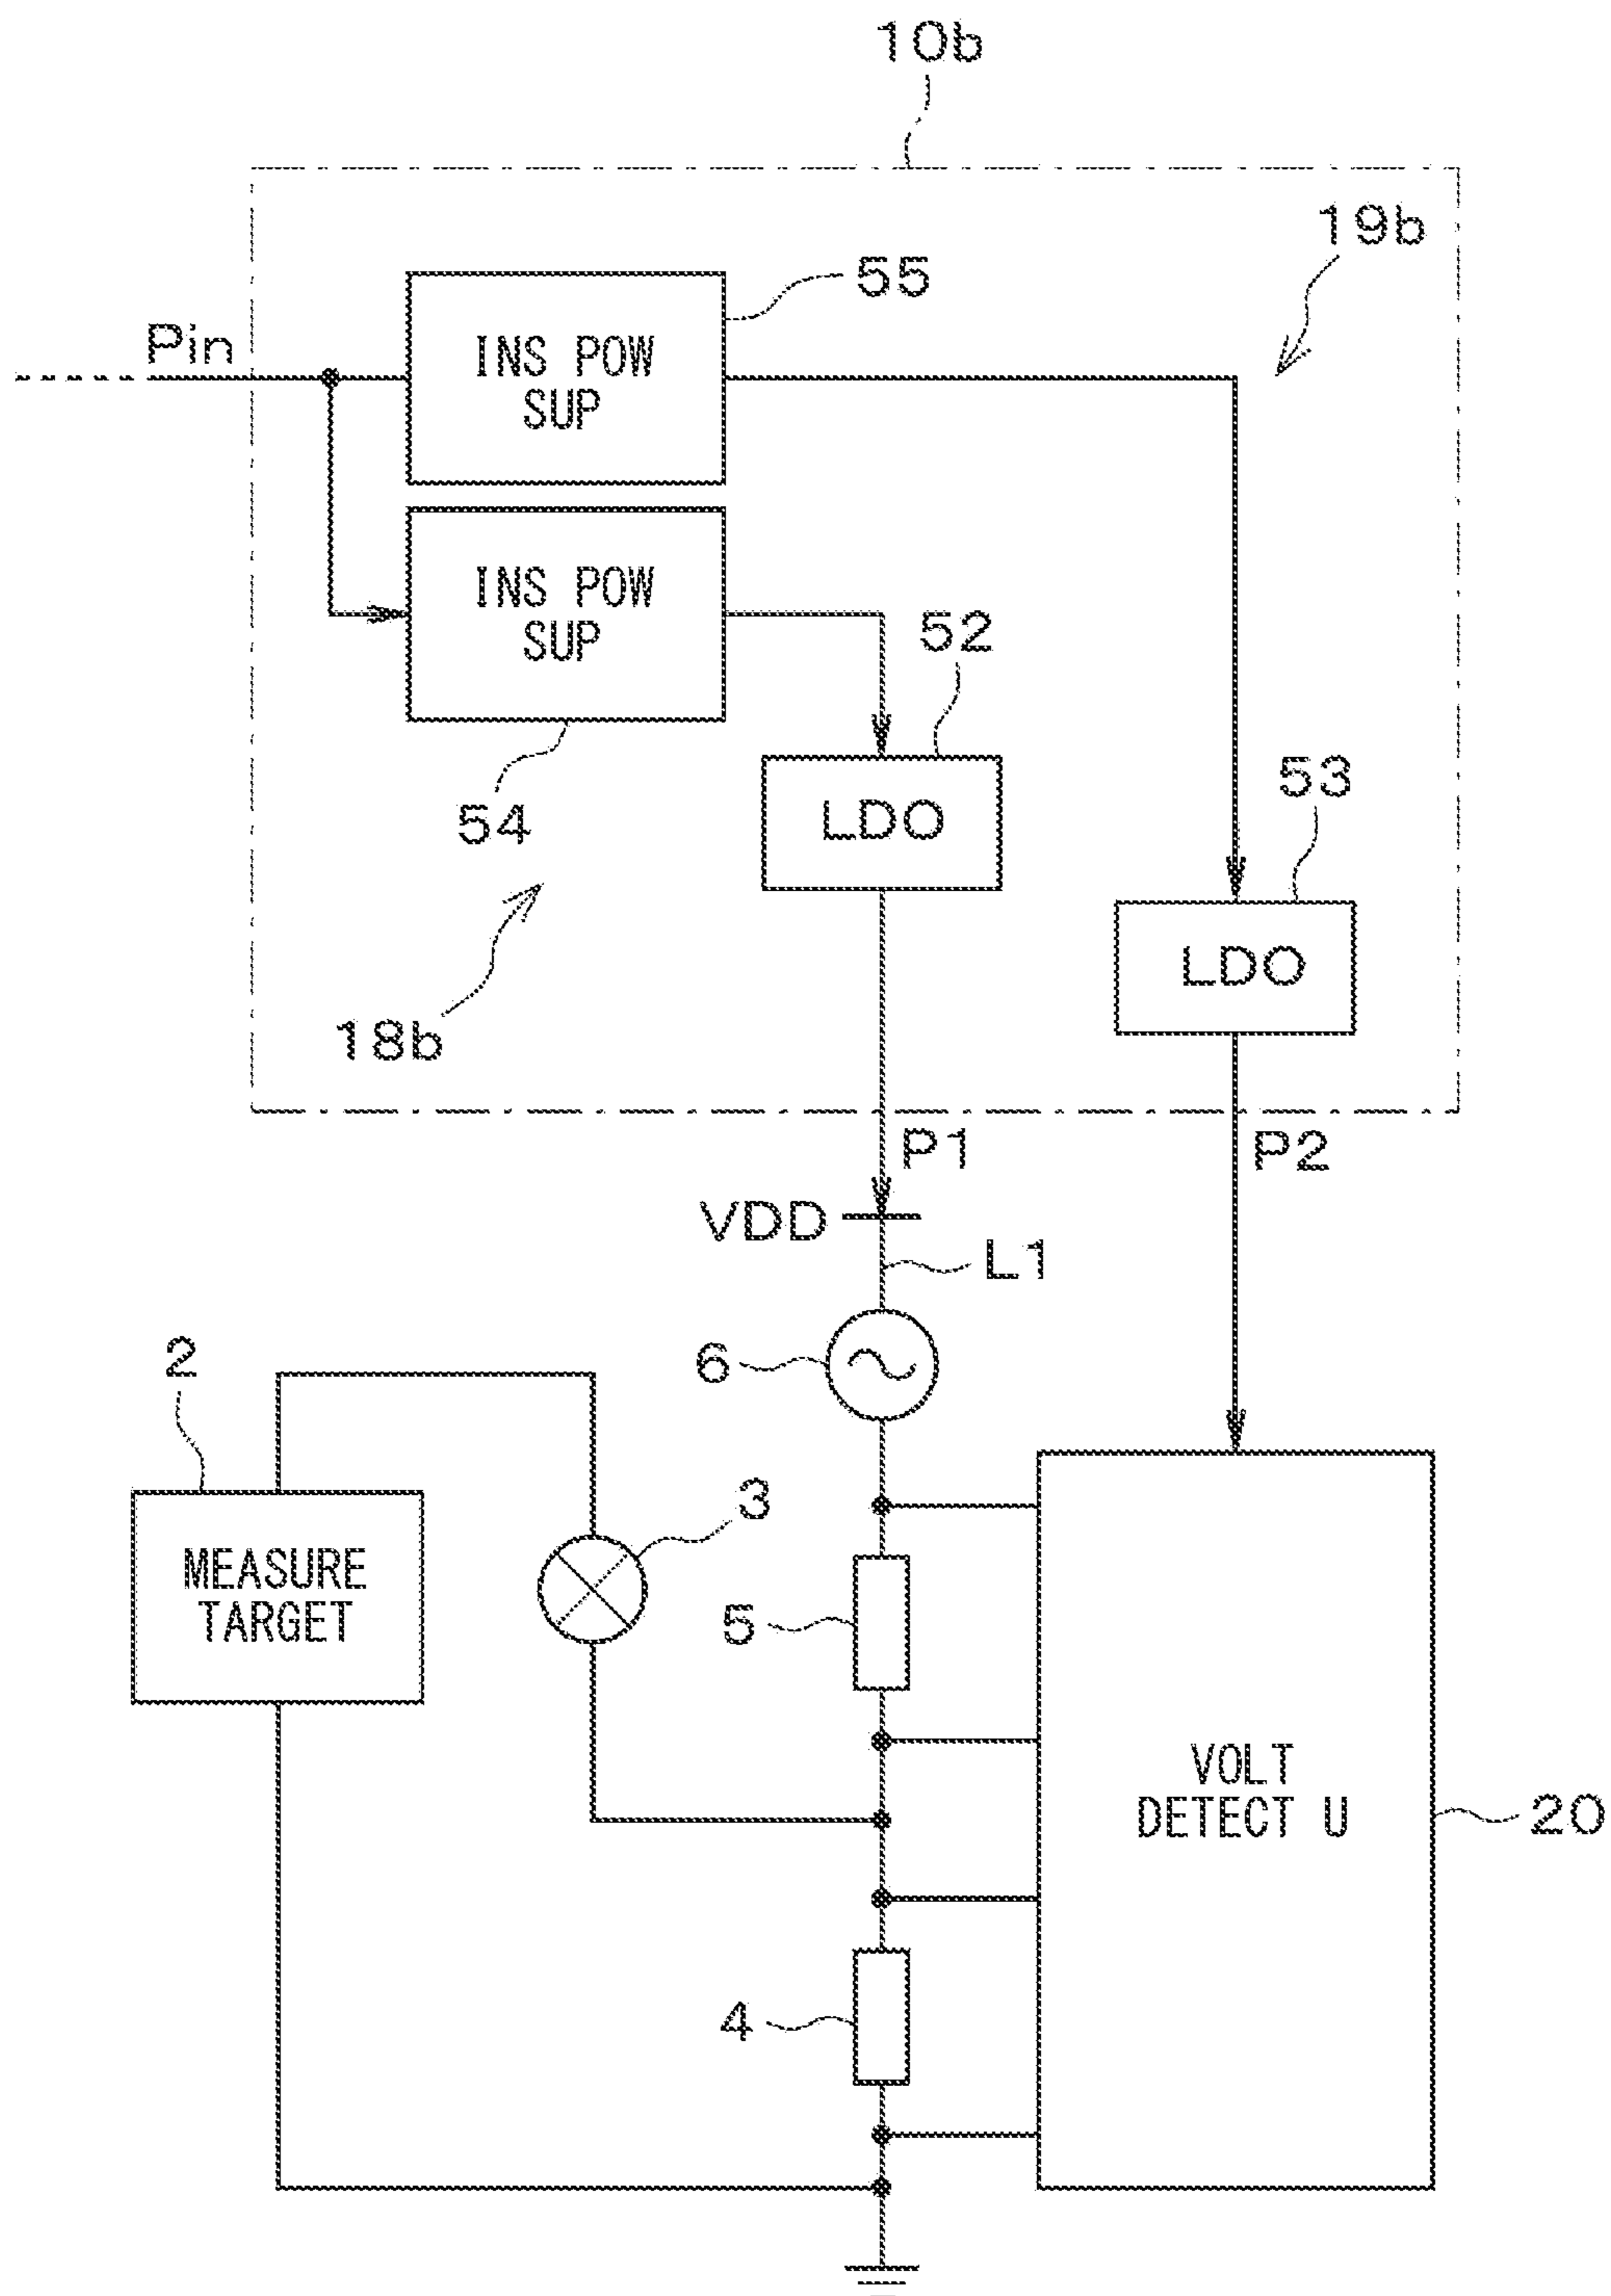 10b
19b
55
Pin
INS POW
SUP
INS POW
SUP
52
54
53
LDO
LDO
18b
P1
P2
VDD
L1
2
6
3
MEASURE
TARGET
5
VOLT
DETECT U
20
4